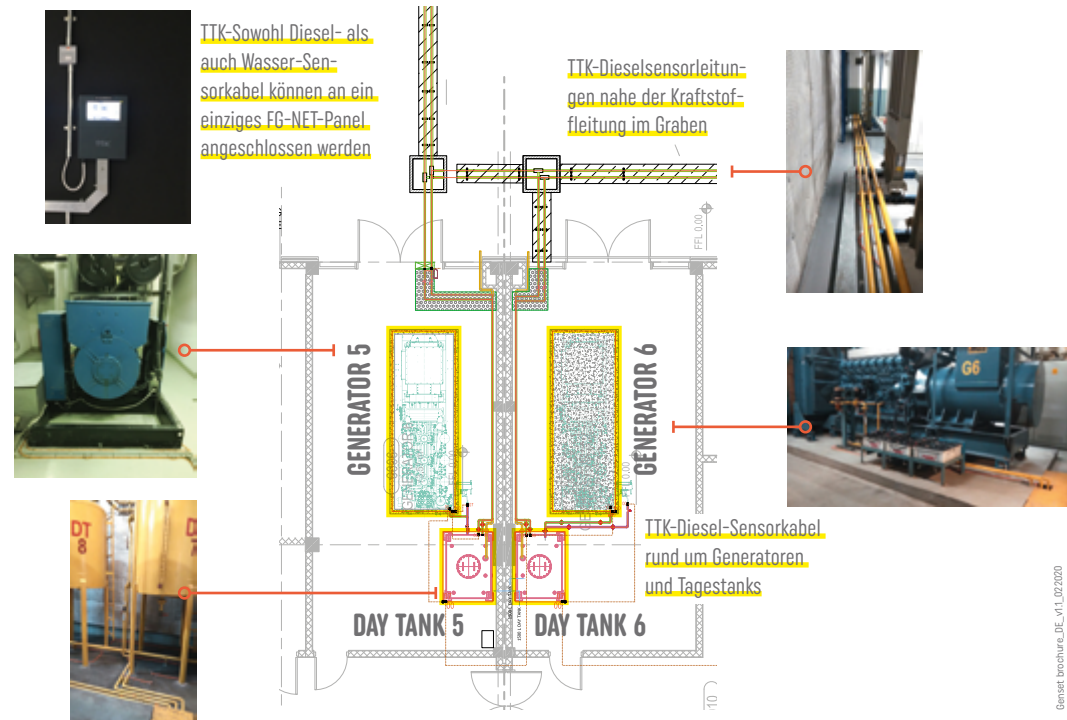 TTK-Sowohl Diesel- als
auch Wasser-Sen-
sorkabel können an ein
einziges FG-NET-Panel
angeschlossen werden
TTK
TTK-Dieselsensorleitun-
gen nahe der Kraftstof-
fleitung im Graben
FFL 0,00
GENERATOR 5
GENERATOR 6
G6
DT
8
DT
TTK-Diesel-Sensorkabel
rund um Generatoren
und Tagestanks
DAY TANK 5
DAY TANK 6
Genset brochure_DE_v1.1_022020